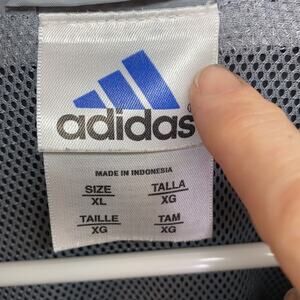 adidas
MADE IN INDONESIA
SIZE TALLA
XL XG
TAILLE TAM
XG XG